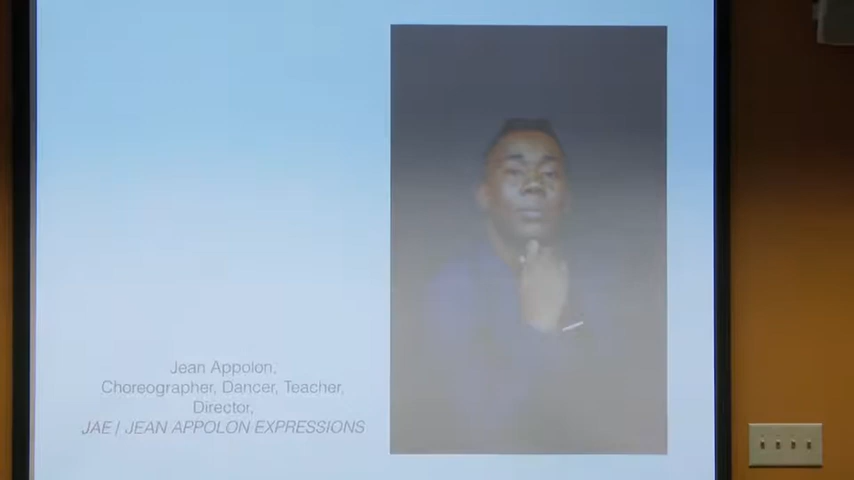 Jean Appolon,
Choreographer, Dancer, Teacher,
Director,
JAE / JEAN APPOLON EXPRESSIONS